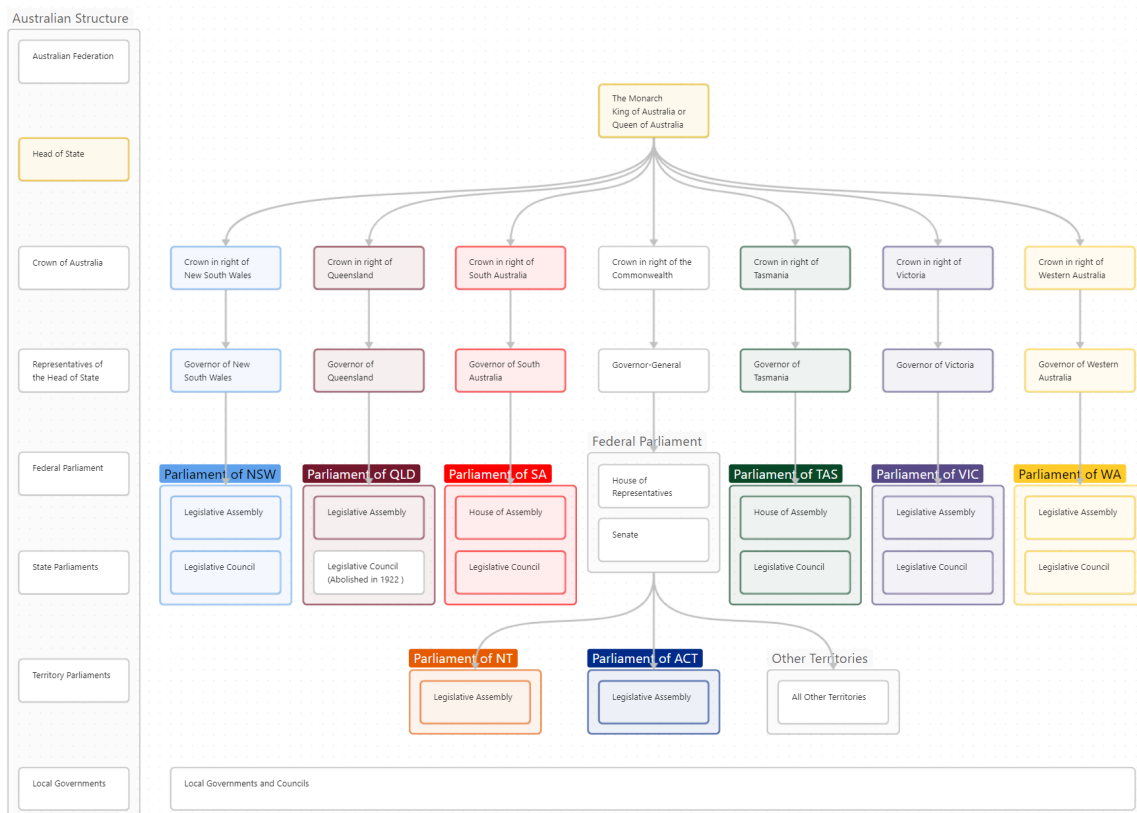 Australian Structure
Australian Federation
The Monarch
King of Australia or
Queen of Australia
Head of State
Crown of Australia
Crown in right of
New South Wales
Crown in right of
Queensland
Crown in right of
South Australia
Crown in right of the
Commonwealth
Crown in right of
Tasmania
Crown in right of
Victoria
Crown in right of
Western Australia
Representatives of
the Head of State
Governor of New
South Wales
Governor of
Queensland
Governor of South
Australia
Governor-General
Governor of
Tasmania
Governor of Victoria
Governor of Western
Australia
Federal Parliament
Federal Parliament
House of
Representatives
Senate
Parliament of NSW
Legislative Assembly
Legislative Council
Parliament of QLD
Legislative Assembly
Legislative Council
(Abolished in 1922 )
Parliament of SA
House of Assembly
Legislative Council
Parliament of TAS
House of Assembly
Legislative Council
Parliament of VIC
Legislative Assembly
Legislative Council
Parliament of WA
Legislative Assembly
Legislative Council
State Parliaments
Territory Parliaments
Parliament of NT
Legislative Assembly
Parliament of ACT
Legislative Assembly
Other Territories
All Other Territories
Local Governments
Local Governments and Councils